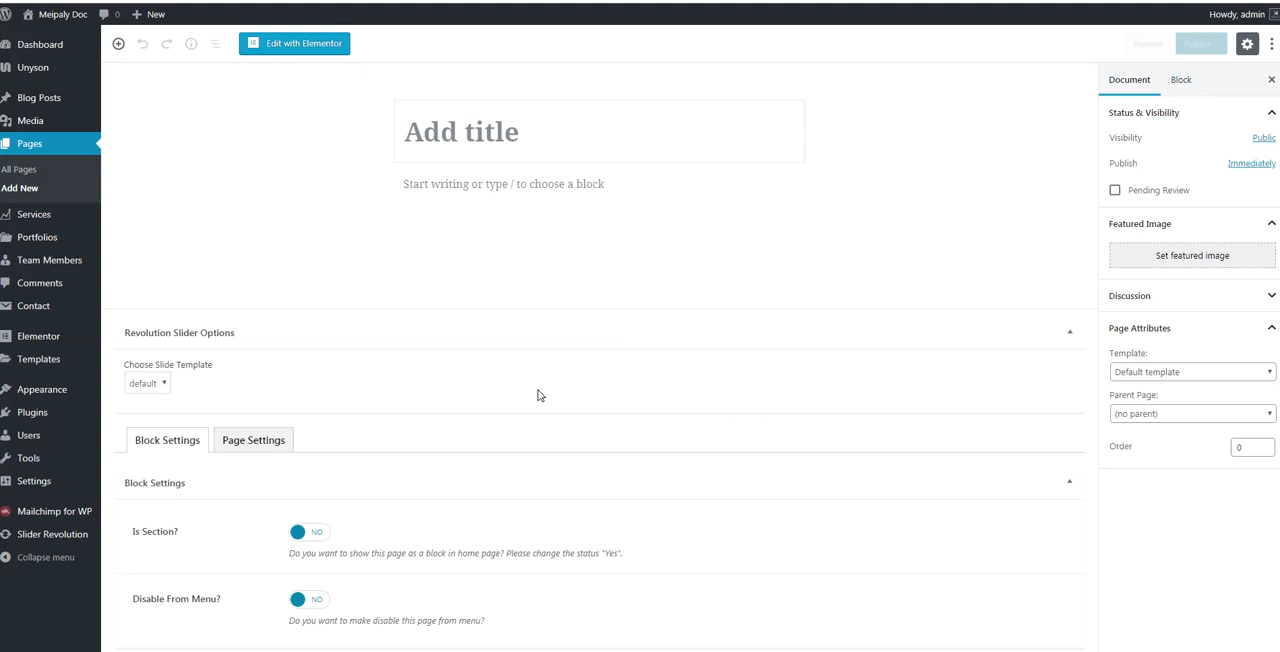 Meipaly Doc 0 New Howdy, admin
Dashboard
Unyson
Blog Posts
Media
Pages
All Pages
Add New
Services
Portfolios
Team Members
Comments
Contact
Elementor
Templates
Appearance
Plugins
Users
Tools
Settings
Mailchimp for WP
Slider Revolution
Collapse menu
Edit with Elementor
Preview Publish...
Add title
Start writing or type / to choose a block
Revolution Slider Options
Choose Slide Template
default
Block Settings Page Settings
Block Settings
Is Section? NO
Do you want to show this page as a block in home page? Please change the status "Yes".
Disable From Menu? NO
Do you want to make disable this page from menu?
Document Block
Status & Visibility
Visibility Public
Publish Immediately
Pending Review
Featured Image
Set featured image
Discussion
Page Attributes
Template:
Default template
Parent Page:
(no parent)
Order 0